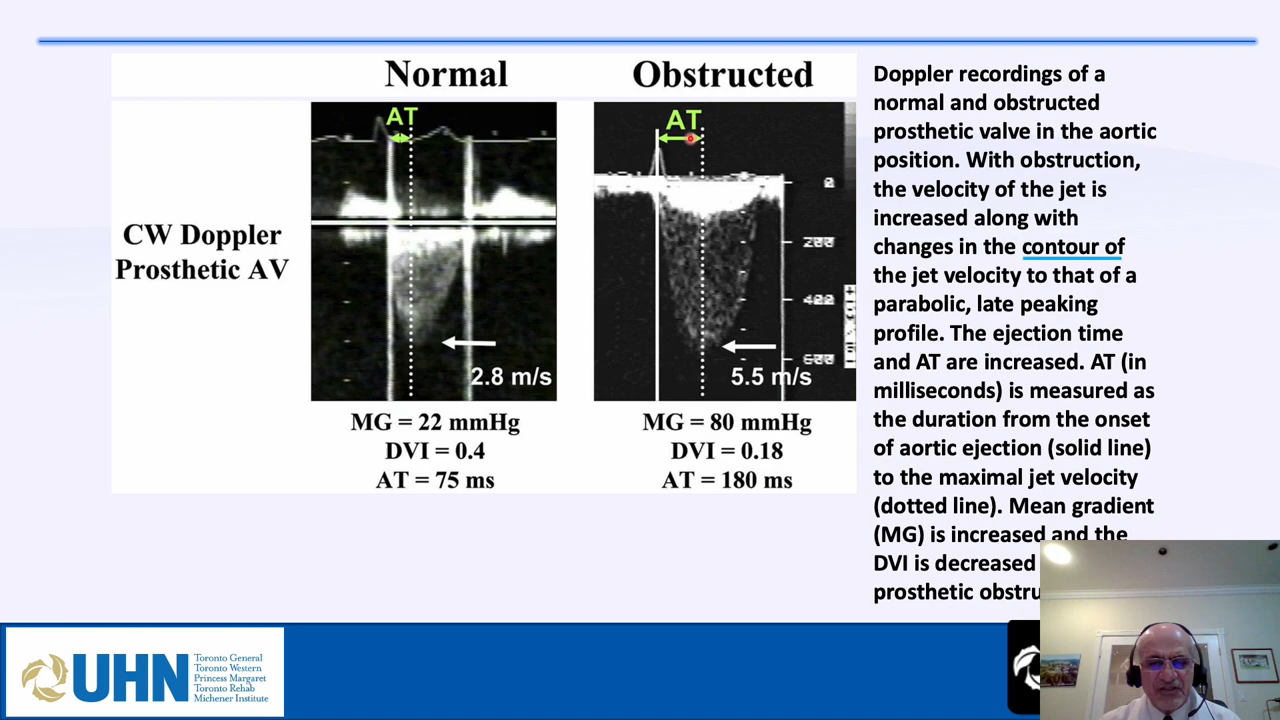 Normal
Obstructed
AT
AT
CW Doppler
Prosthetic AV
2.8 m/s
0
200
400
600
5.5 m/s
MG = 22 mmHg
DVI = 0.4
AT = 75 ms
MG = 80 mmHg
DVI = 0.18
AT = 180 ms
Doppler recordings of a
normal and obstructed
prosthetic valve in the aortic
position. With obstruction,
the velocity of the jet is
increased along with
changes in the contour of
the jet velocity to that of a
parabolic, late peaking
profile. The ejection time
and AT are increased. AT (in
milliseconds) is measured as
the duration from the onset
of aortic ejection (solid line)
to the maximal jet velocity
(dotted line). Mean gradient
(MG) is increased and the
DVI is decreased
prosthetic
UHN
Toronto General
Toronto Western
Princess Margaret
Toronto Rehab
Michener Institute